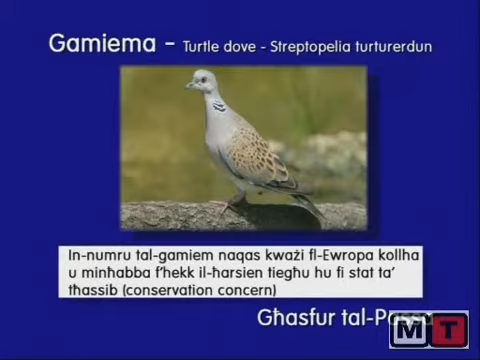 Gamiema - Turtle dove - Streptopelia turturerdun
In-numru tal-gamiem naqas kważi fl-Ewropa kollha
u minħabba f'hekk il-ħarsien tiegħu hu fi stat ta'
tħassib (conservation concern)
Għasfur tal-Passa
MT